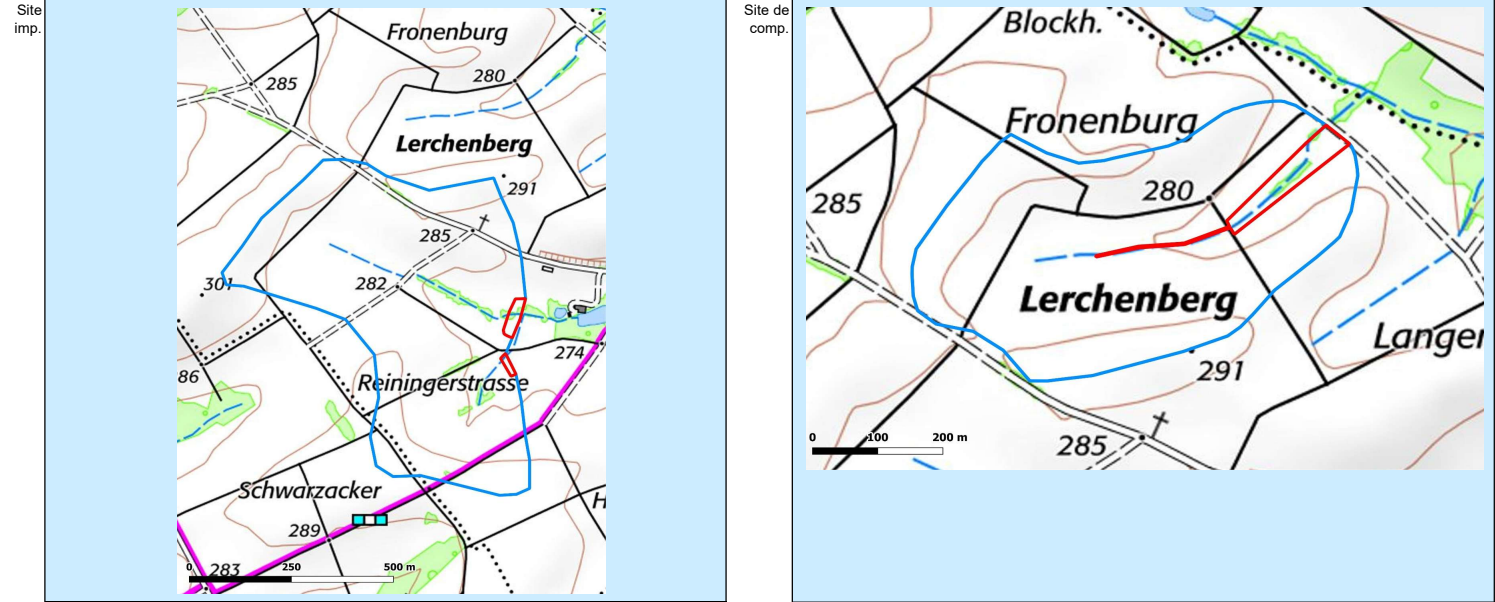 Site
imp.
Fronenburg
280
285
Lerchenberg
291
285
282
301
274
86
Reiningerstrasse
Schwarzacker
289
H
283
0 250 500 m
Site de
comp.
Blockh.
Fronenburg
280
285
Lerchenberg
Langer
291
285
0 100 200 m